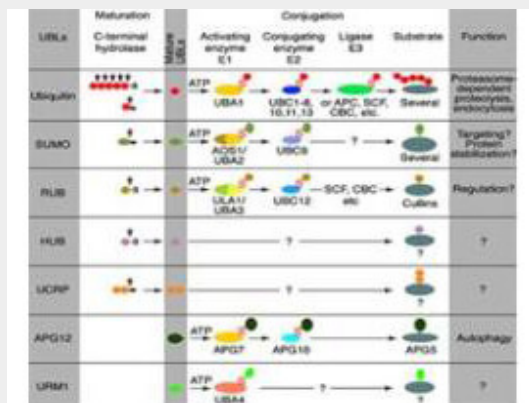 Maturation Conjugation
UBLs
C-terminal
hydrolase
Mature
UBLs
Activating
enzyme
E1
Conjugating
enzyme
E2
Ligase
E3
Substrate
Function
Ubiquitin
ATP
UBA1
UBC1-8,
10,11,13
or APC, SCF,
CBC, etc.
Several
Proteasome-
dependent
proteolysis,
endocytosis
SUMO
ATP
AOS1/
UBA2
UBC9
?
Several
Targeting?
Protein
stabilization?
RUB
ATP
ULA1/
UBA3
UBC12
SCF, CBC
etc
Cullins
Regulation?
HUB
?
?
?
UCRP
?
?
?
APG12
ATP
APG7
APG10
APG5
Autophagy
URM1
ATP
UBA4
?
?
?